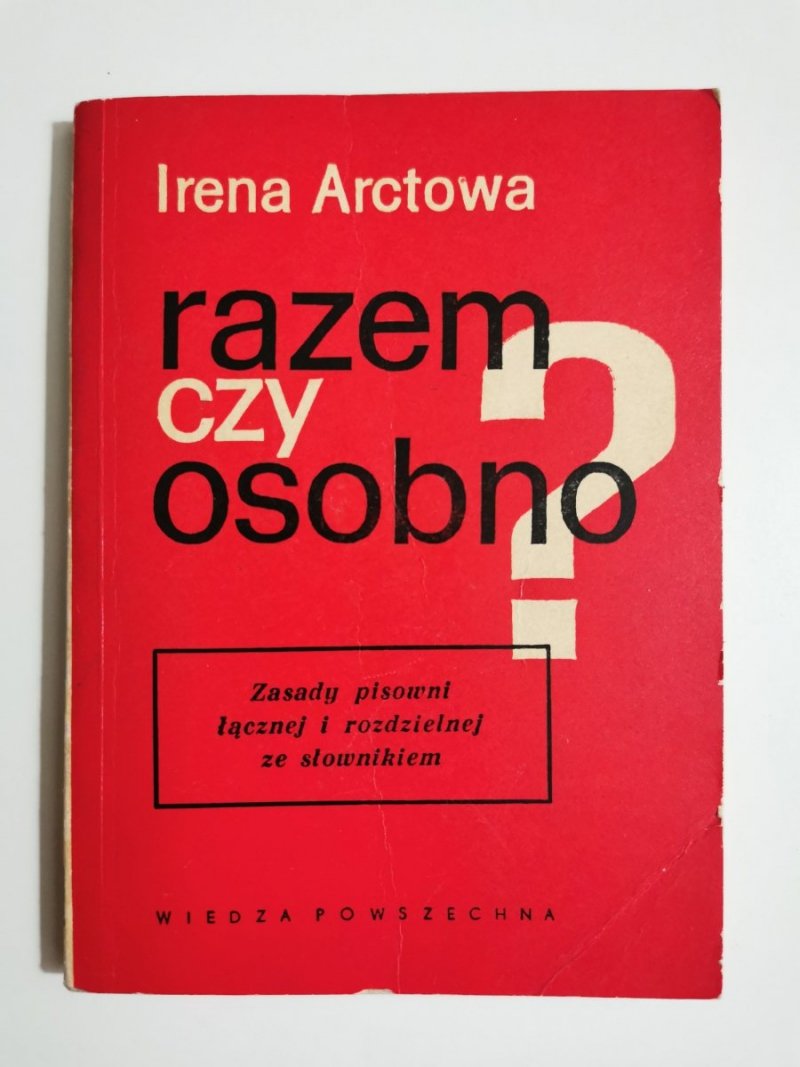 Irena Arctowa
razem
czy
osobno?
Zasady pisowni
łącznej i rozdzielnej
ze słownikiem
WIEDZA POWSZECHNA